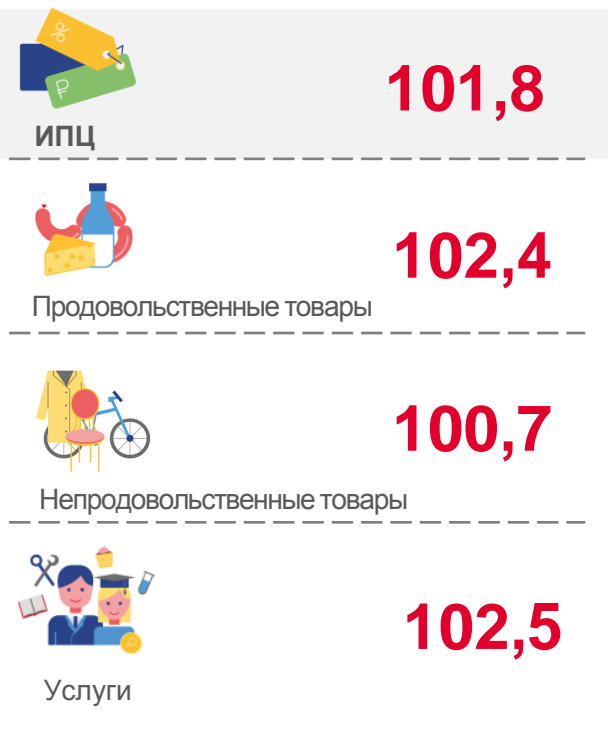 %
₽
101,8
ИПЦ
102,4
Продовольственные товары
100,7
Непродовольственные товары
₽
102,5
Услуги